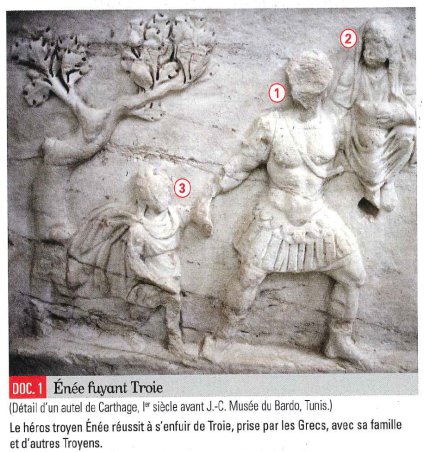 2
1
3
DOC. 1 Énée fuyant Troie
(Détail d'un autel de Carthage, Ier siècle avant J.-C. Musée du Bardo, Tunis.)
Le héros troyen Énée réussit à s'enfuir de Troie, prise par les Grecs, avec sa famille
et d'autres Troyens.